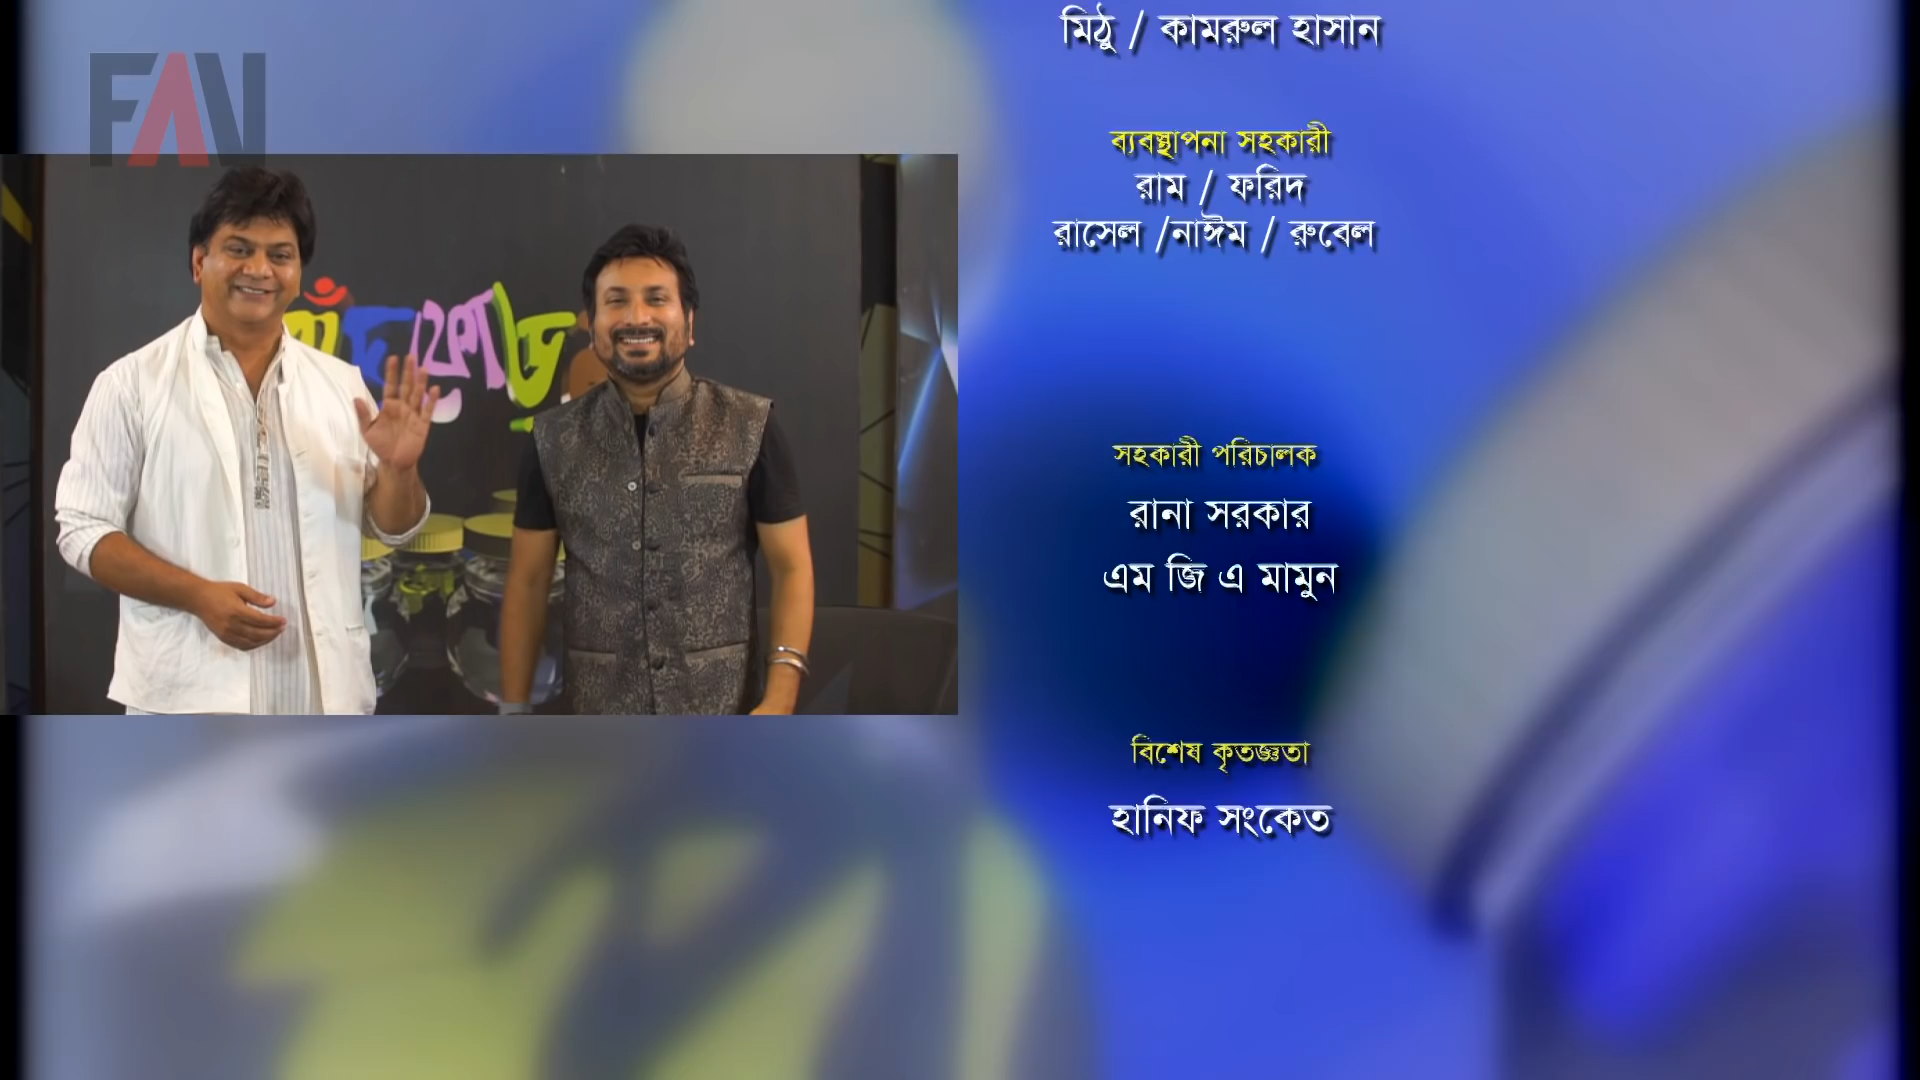 FAN
মিঠু / কামরুল হাসান
ব্যবস্থাপনা সহকারী
রাম / ফরিদ
রাসেল /নাঈম / রুবেল
সহকারী পরিচালক
রানা সরকার
এম জি এ মামুন
বিশেষ কৃতজ্ঞতা
হানিফ সংকেত